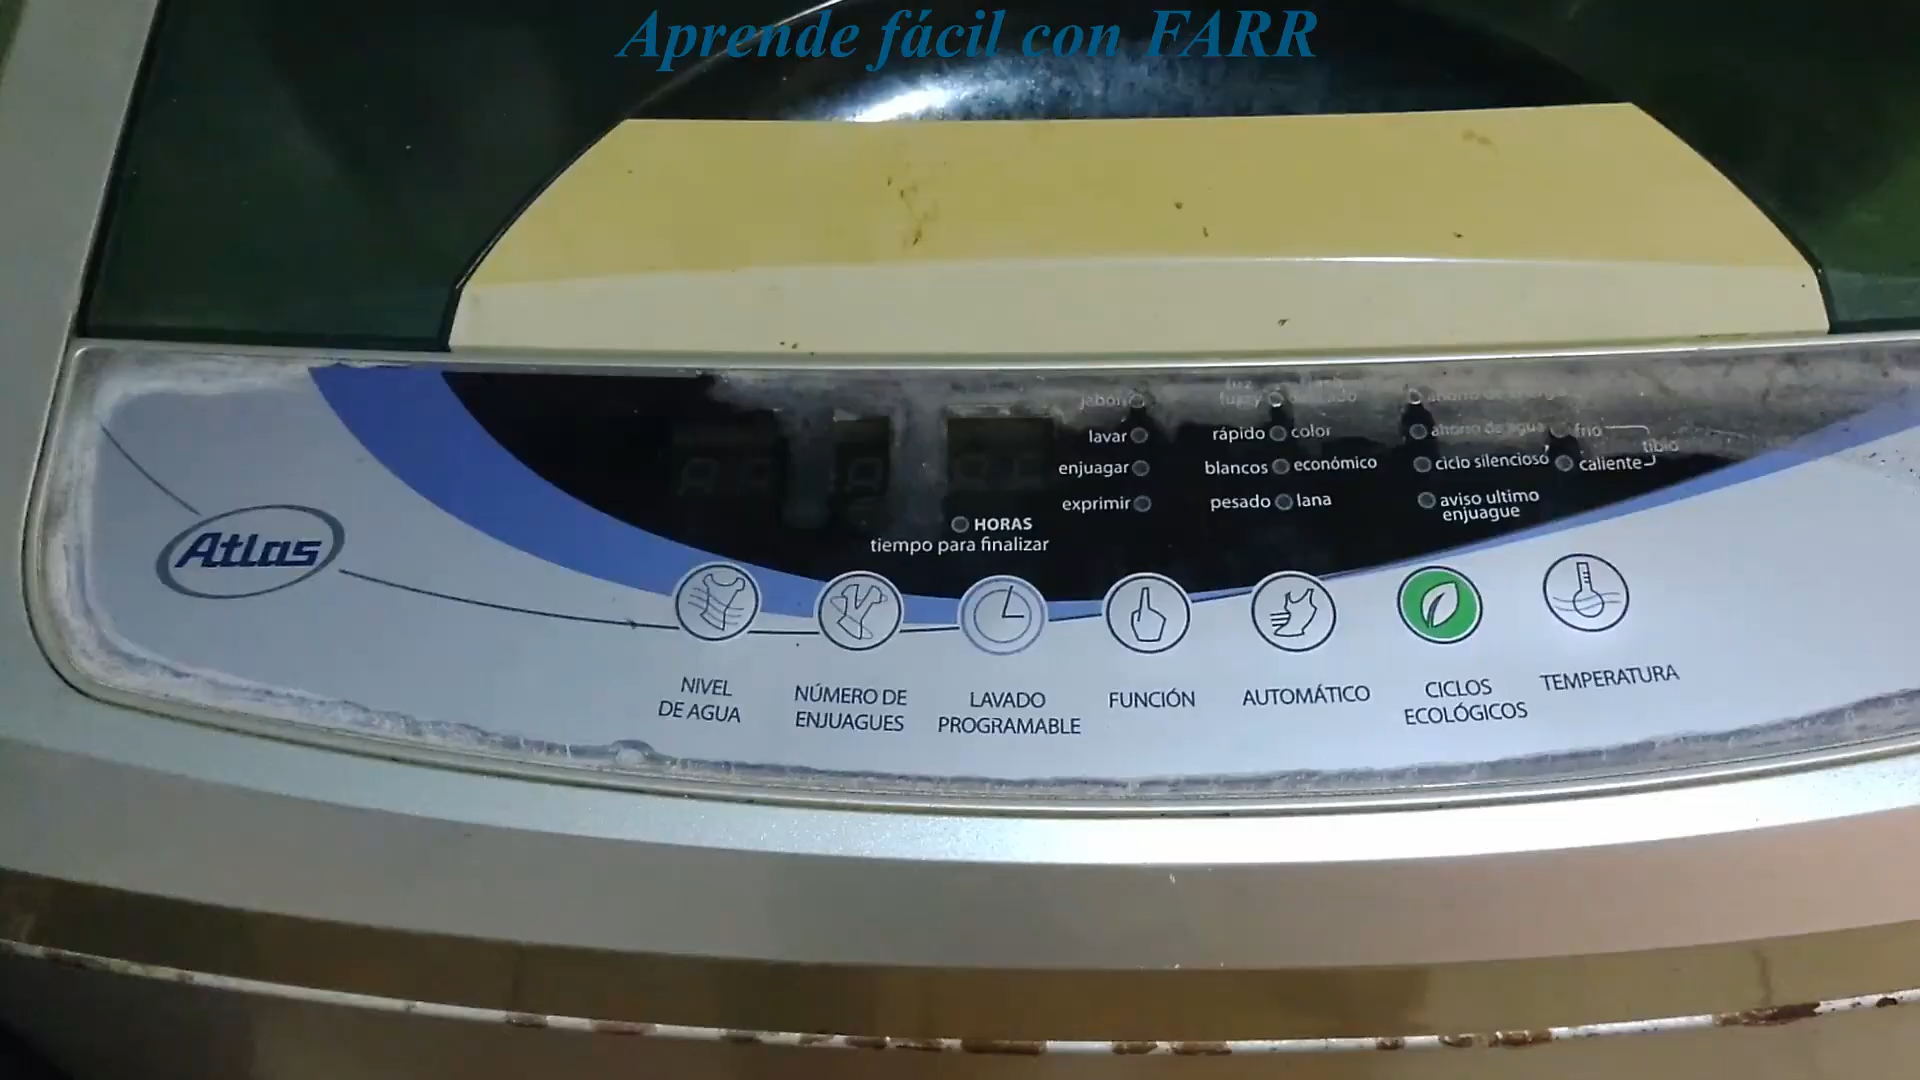 Aprende fácil con FARR
jabón
fuzzy
lavar
rápido
color
ahorro de agua
frío
tibio
enjuagar
blancos
económico
ciclo silencioso
caliente
exprimir
pesado
lana
aviso ultimo
enjuague
HORAS
tiempo para finalizar
Atlas
NIVEL
DE AGUA
NÚMERO DE
ENJUAGUES
LAVADO
PROGRAMABLE
FUNCIÓN
AUTOMÁTICO
CICLOS
ECOLÓGICOS
TEMPERATURA